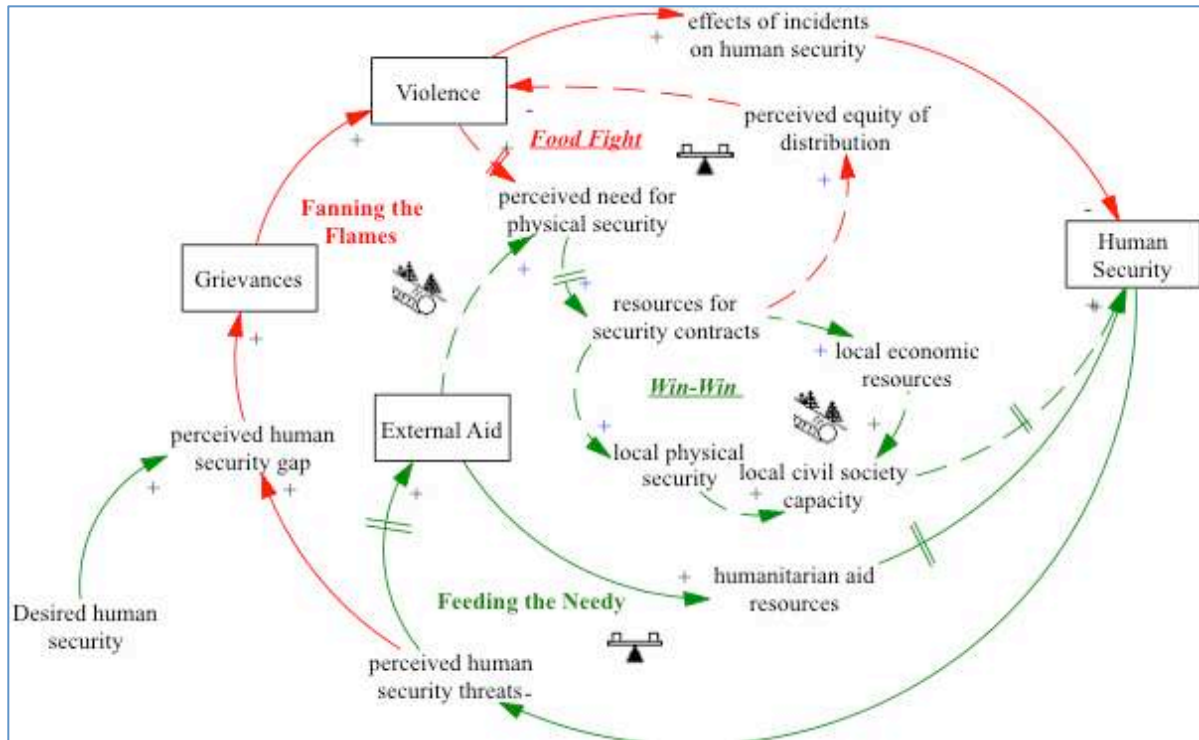 effects of incidents
on human security
Violence
perceived equity of
distribution
Food Fight
perceived need for
physical security
Fanning the
Flames
Human
Security
Grievances
resources for
security contracts
local economic
resources
Win-Win
External Aid
perceived human
security gap
local physical
security
local civil society
capacity
humanitarian aid
resources
Feeding the Needy
Desired human
security
perceived human
security threats